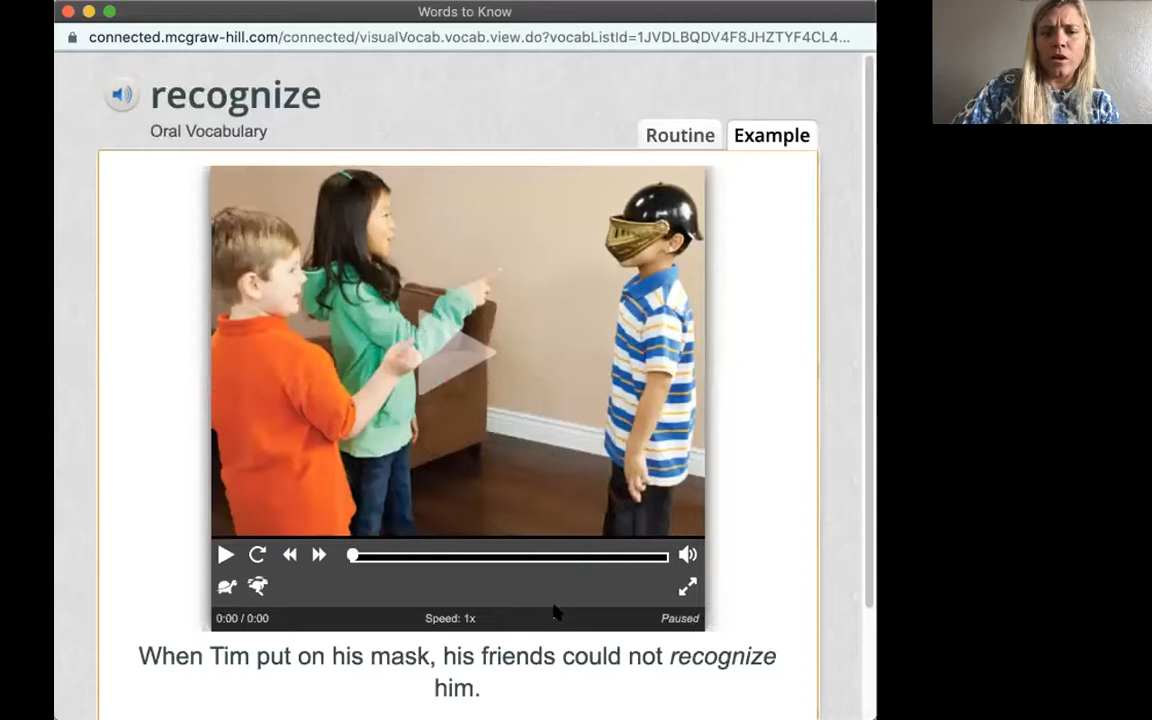 Words to Know
connected.mcgraw-hill.com/connected/visualVocab.vocab.view.do?vocabListId=1JVDLBQDV4F8JHZTYF4CL4...
recognize
Oral Vocabulary
Routine
Example
0:00 / 0:00
Speed: 1x
Paused
When Tim put on his mask, his friends could not recognize
him.